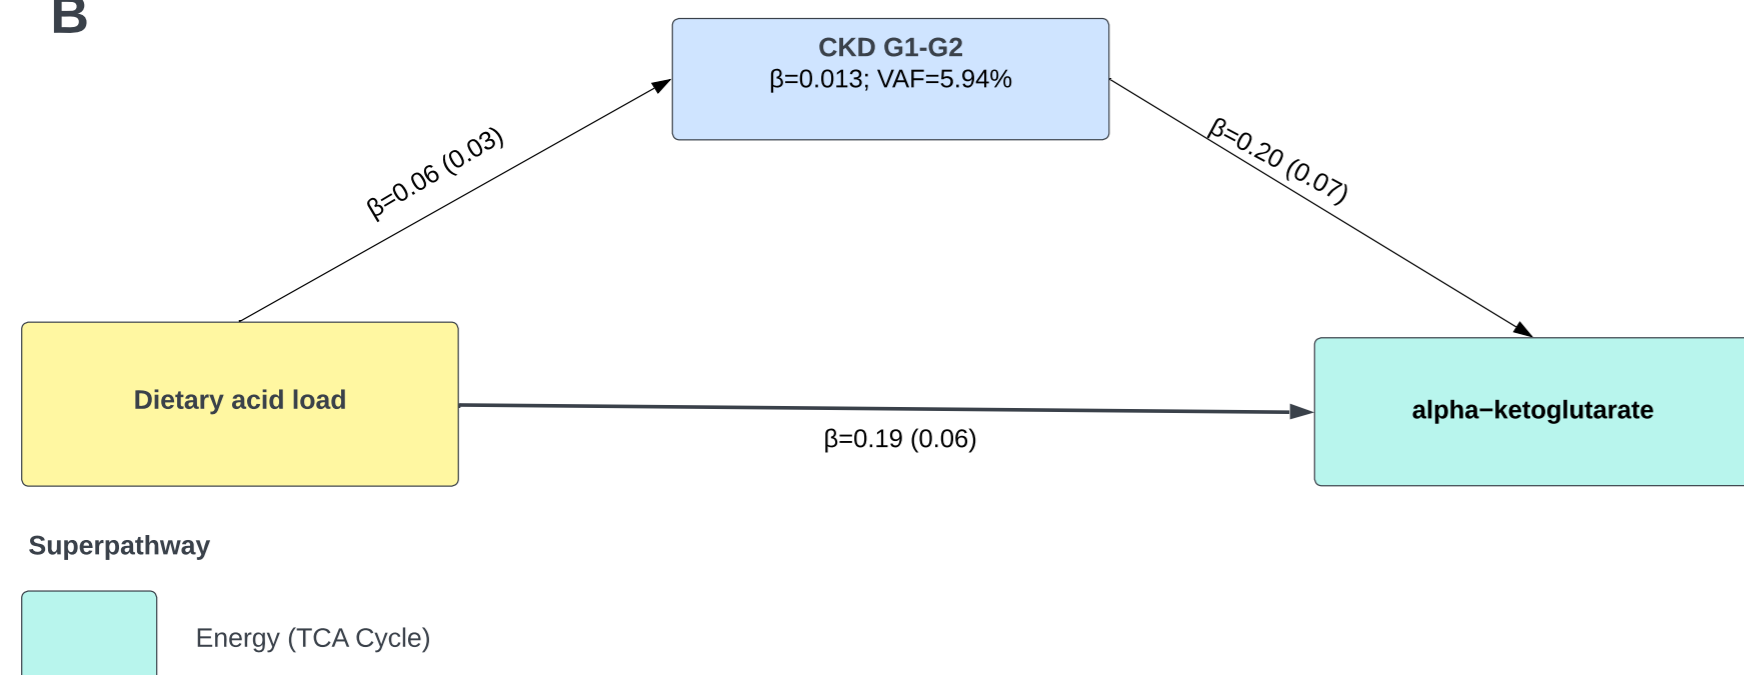 B
CKD G1-G2
β=0.013; VAF=5.94%
β=0.06 (0.03)
β=0.20 (0.07)
Dietary acid load
alpha−ketoglutarate
β=0.19 (0.06)
Superpathway
Energy (TCA Cycle)